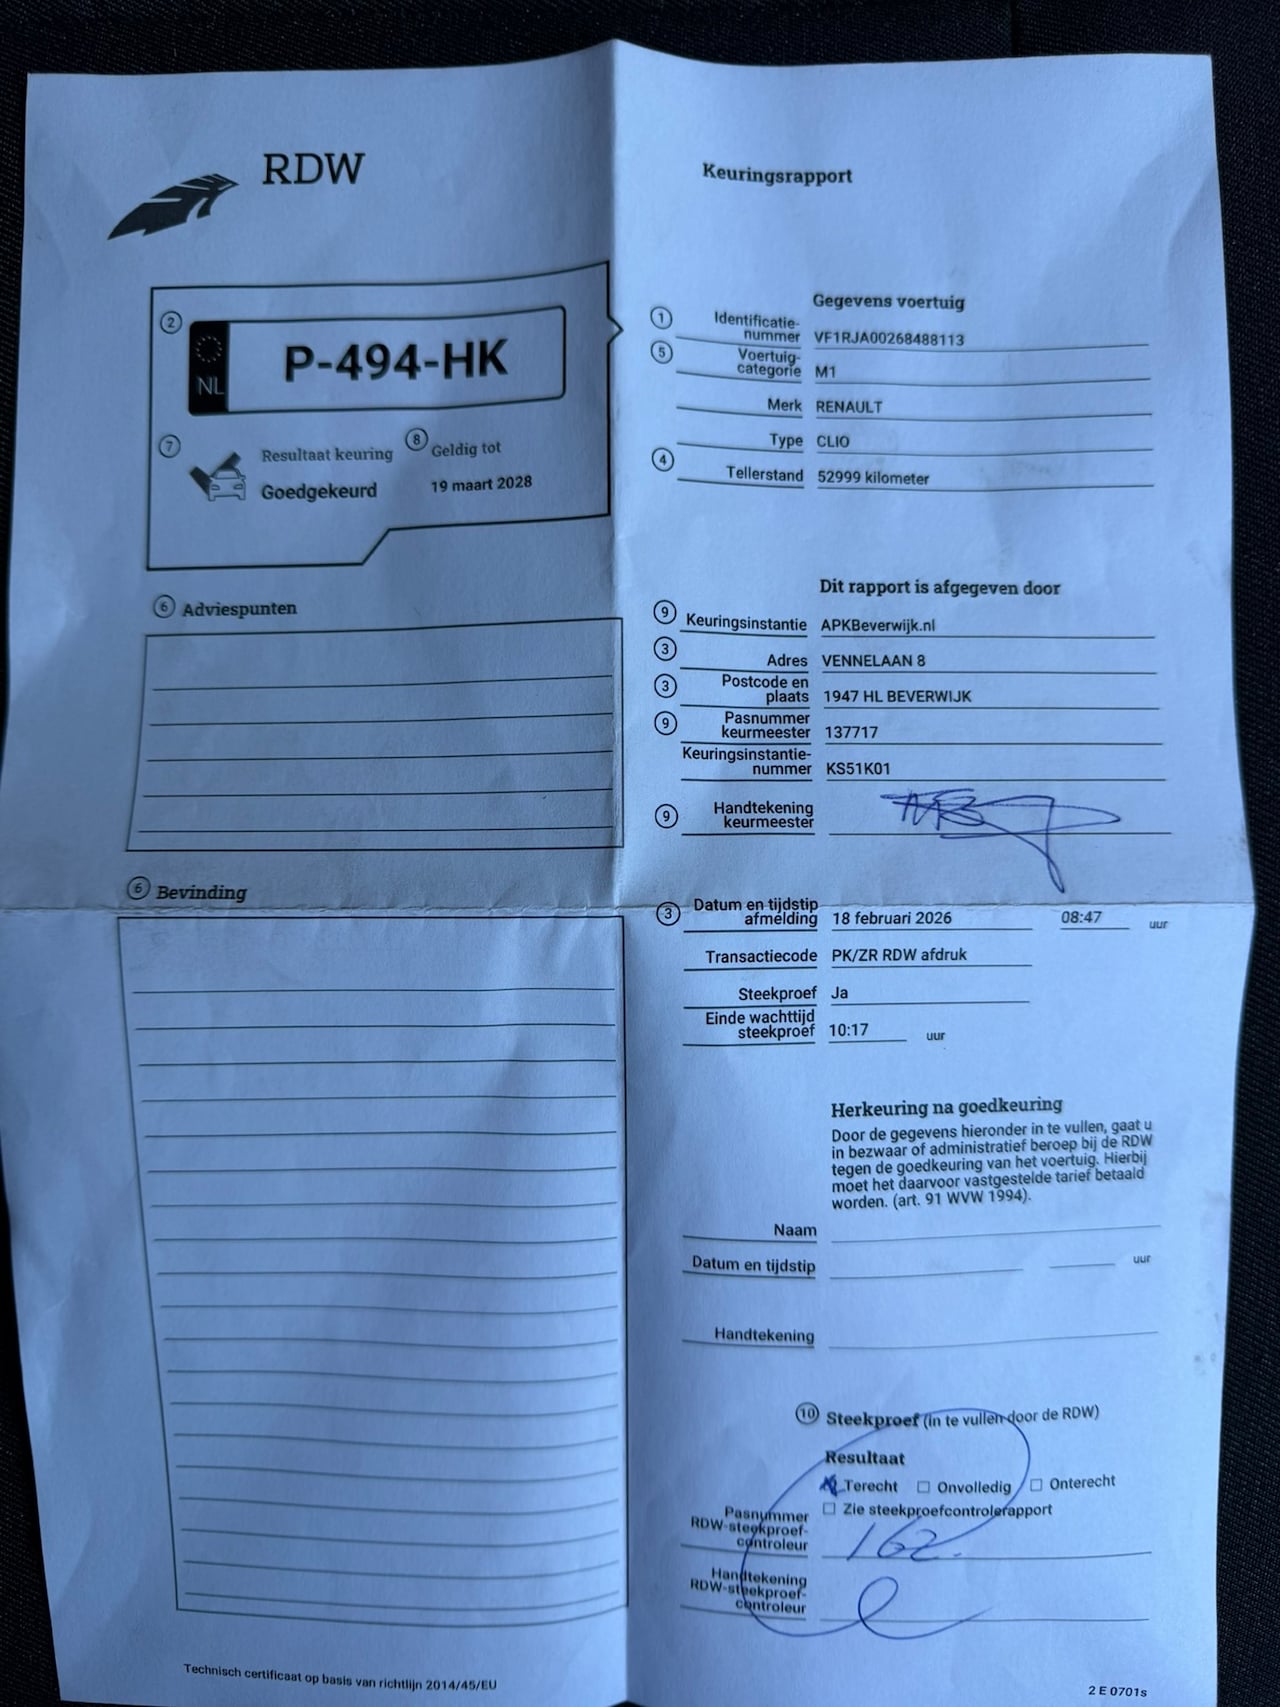 RDW
Keuringsrapport
2
NL
P-494-HK
7
Resultaat keuring
Goedgekeurd
8
Geldig tot
19 maart 2028
6 Adviespunten
6 Bevinding
Gegevens voertuig
1 Identificatie-
nummer VF1RJA00268488113
5 Voertuig-
categorie M1
Merk RENAULT
Type CLIO
4 Tellerstand 52999 kilometer
Dit rapport is afgegeven door
9 Keuringsinstantie APKBeverwijk.nl
3 Adres VENNELAAN 8
3 Postcode en
plaats 1947 HL BEVERWIJK
9 Pasnummer
keurmeester 137717
Keuringsinstantie-
nummer KS51K01
9 Handtekening
keurmeester
3 Datum en tijdstip
afmelding 18 februari 2026 08:47 uur
Transactiecode PK/ZR RDW afdruk
Steekproef Ja
Einde wachttijd
steekproef 10:17 uur
Herkeuring na goedkeuring
Door de gegevens hieronder in te vullen, gaat u
in bezwaar of administratief beroep bij de RDW
tegen de goedkeuring van het voertuig. Hierbij
moet het daarvoor vastgestelde tarief betaald
worden. (art. 91 WVW 1994).
Naam
Datum en tijdstip uur
Handtekening
10 Steekproef (in te vullen door de RDW)
Resultaat
Terecht Onvolledig Onterecht
Zie steekproefcontrolerapport
Pasnummer
RDW-steekproef-
controleur 162.
Handtekening
RDW-steekproef-
controleur
Technisch certificaat op basis van richtlijn 2014/45/EU
2 E 0701s